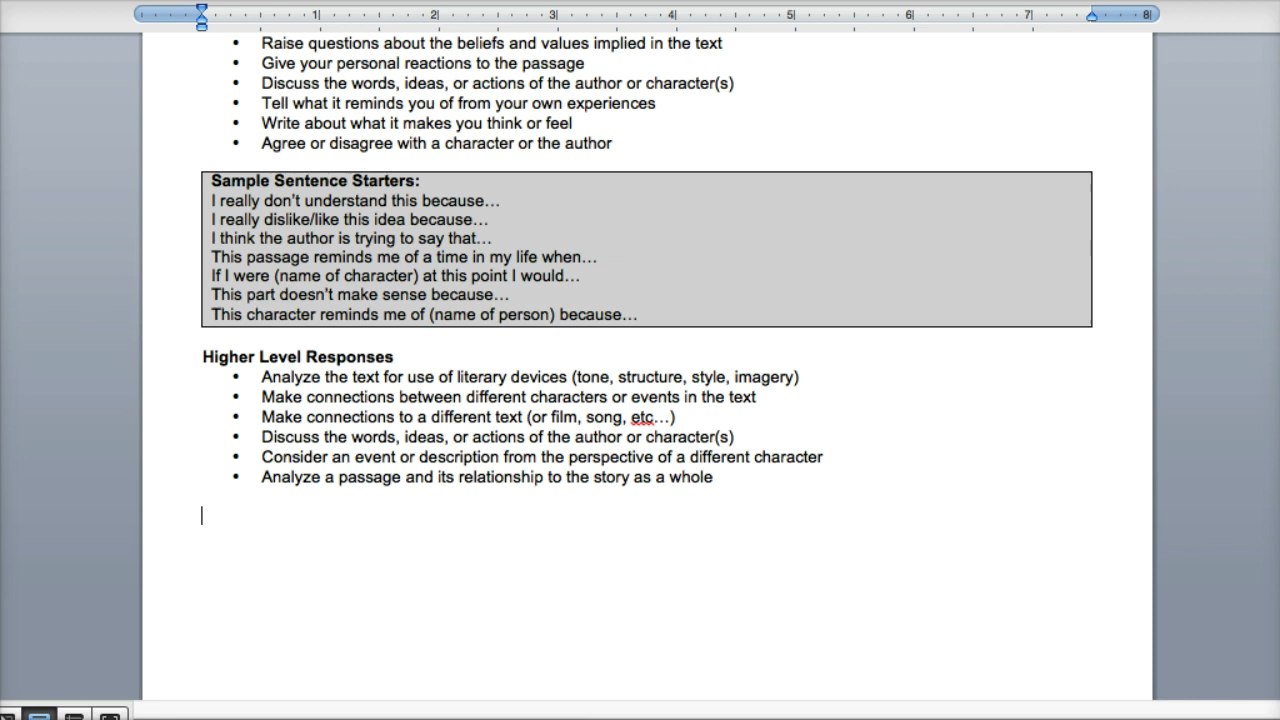 1| 2| 3| 4| 5| 6| 7| 8|
• Raise questions about the beliefs and values implied in the text
• Give your personal reactions to the passage
• Discuss the words, ideas, or actions of the author or character(s)
• Tell what it reminds you of from your own experiences
• Write about what it makes you think or feel
• Agree or disagree with a character or the author
Sample Sentence Starters:
I really don’t understand this because…
I really dislike/like this idea because…
I think the author is trying to say that…
This passage reminds me of a time in my life when…
If I were (name of character) at this point I would…
This part doesn’t make sense because…
This character reminds me of (name of person) because…
Higher Level Responses
• Analyze the text for use of literary devices (tone, structure, style, imagery)
• Make connections between different characters or events in the text
• Make connections to a different text (or film, song, etc…)
• Discuss the words, ideas, or actions of the author or character(s)
• Consider an event or description from the perspective of a different character
• Analyze a passage and its relationship to the story as a whole